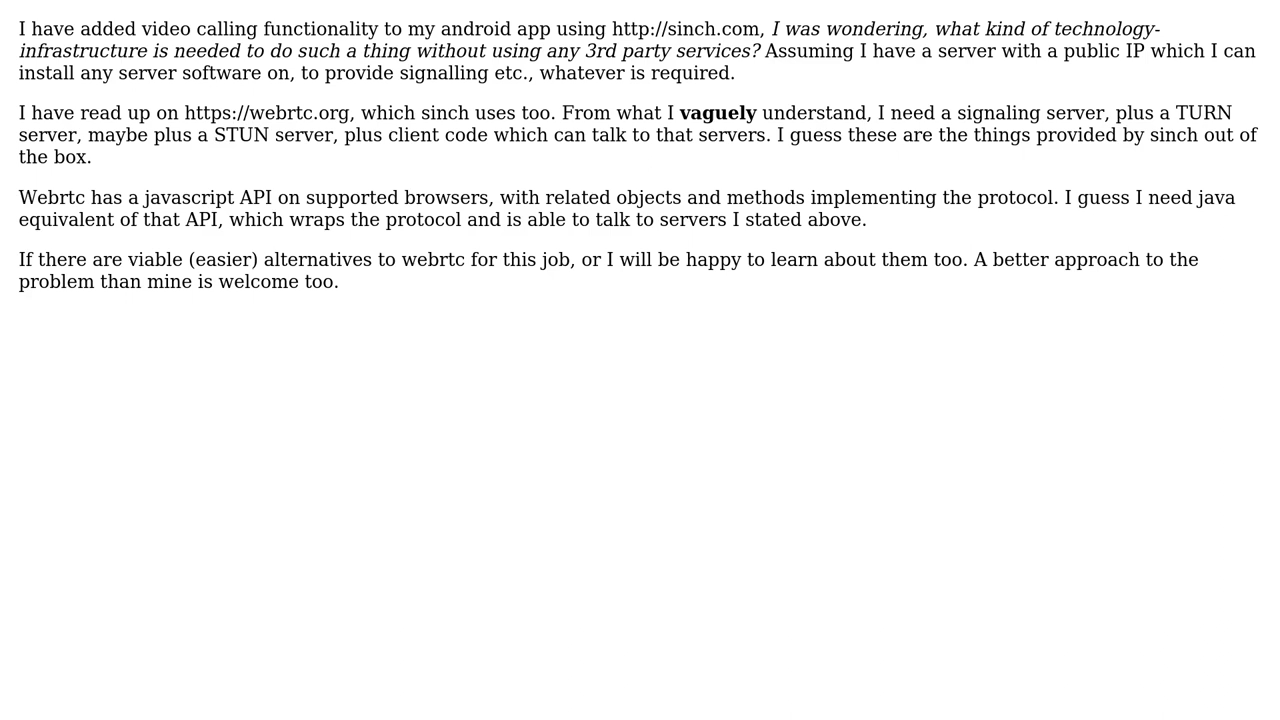 I have added video calling functionality to my android app using http://sinch.com, I was wondering, what kind of technology-
infrastructure is needed to do such a thing without using any 3rd party services? Assuming I have a server with a public IP which I can
install any server software on, to provide signalling etc., whatever is required.
I have read up on https://webrtc.org, which sinch uses too. From what I vaguely understand, I need a signaling server, plus a TURN
server, maybe plus a STUN server, plus client code which can talk to that servers. I guess these are the things provided by sinch out of
the box.
Webrtc has a javascript API on supported browsers, with related objects and methods implementing the protocol. I guess I need java
equivalent of that API, which wraps the protocol and is able to talk to servers I stated above.
If there are viable (easier) alternatives to webrtc for this job, or I will be happy to learn about them too. A better approach to the
problem than mine is welcome too.